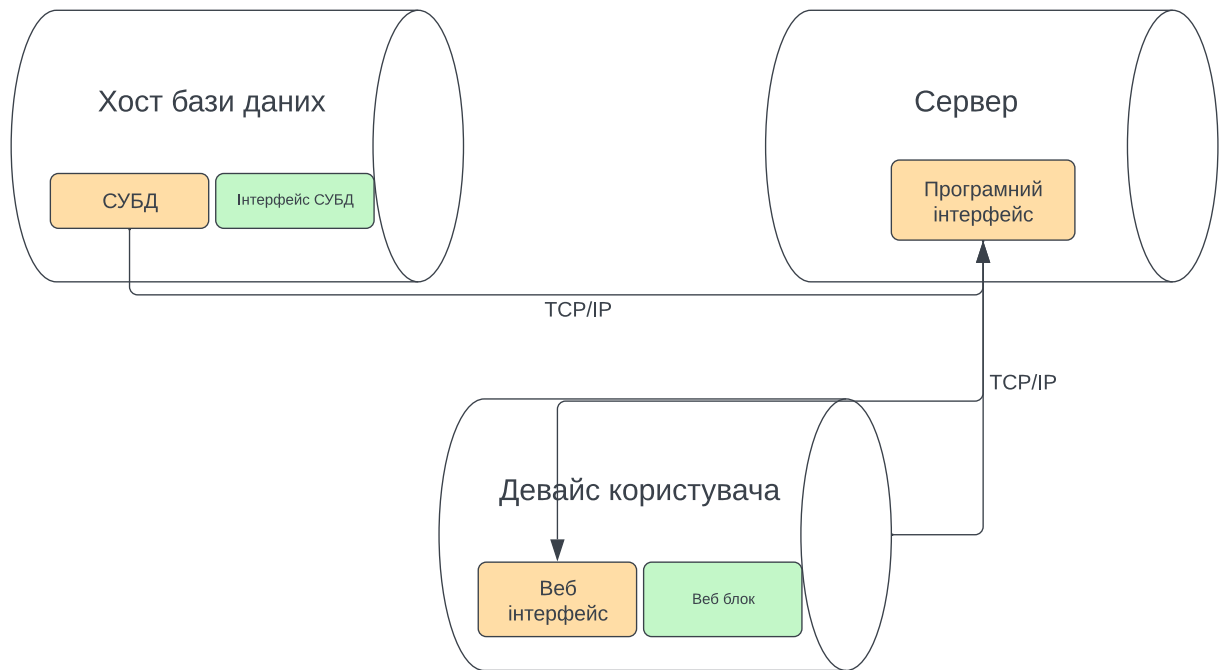 Хост бази даних
СУБД
Інтерфейс СУБД
Сервер
Програмний
інтерфейс
TCP/IP
TCP/IP
Девайс користувача
Веб
інтерфейс
Веб блок